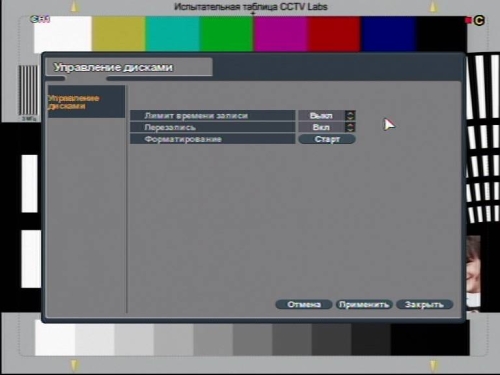 Испытательная таблица CCTV Labs
CH1
C
Управление дисками
Управление
дисками
Лимит времени записи
Выкл
Перезапись
Вкл
Форматирование
Старт
Отмена
Применить
Закрыть